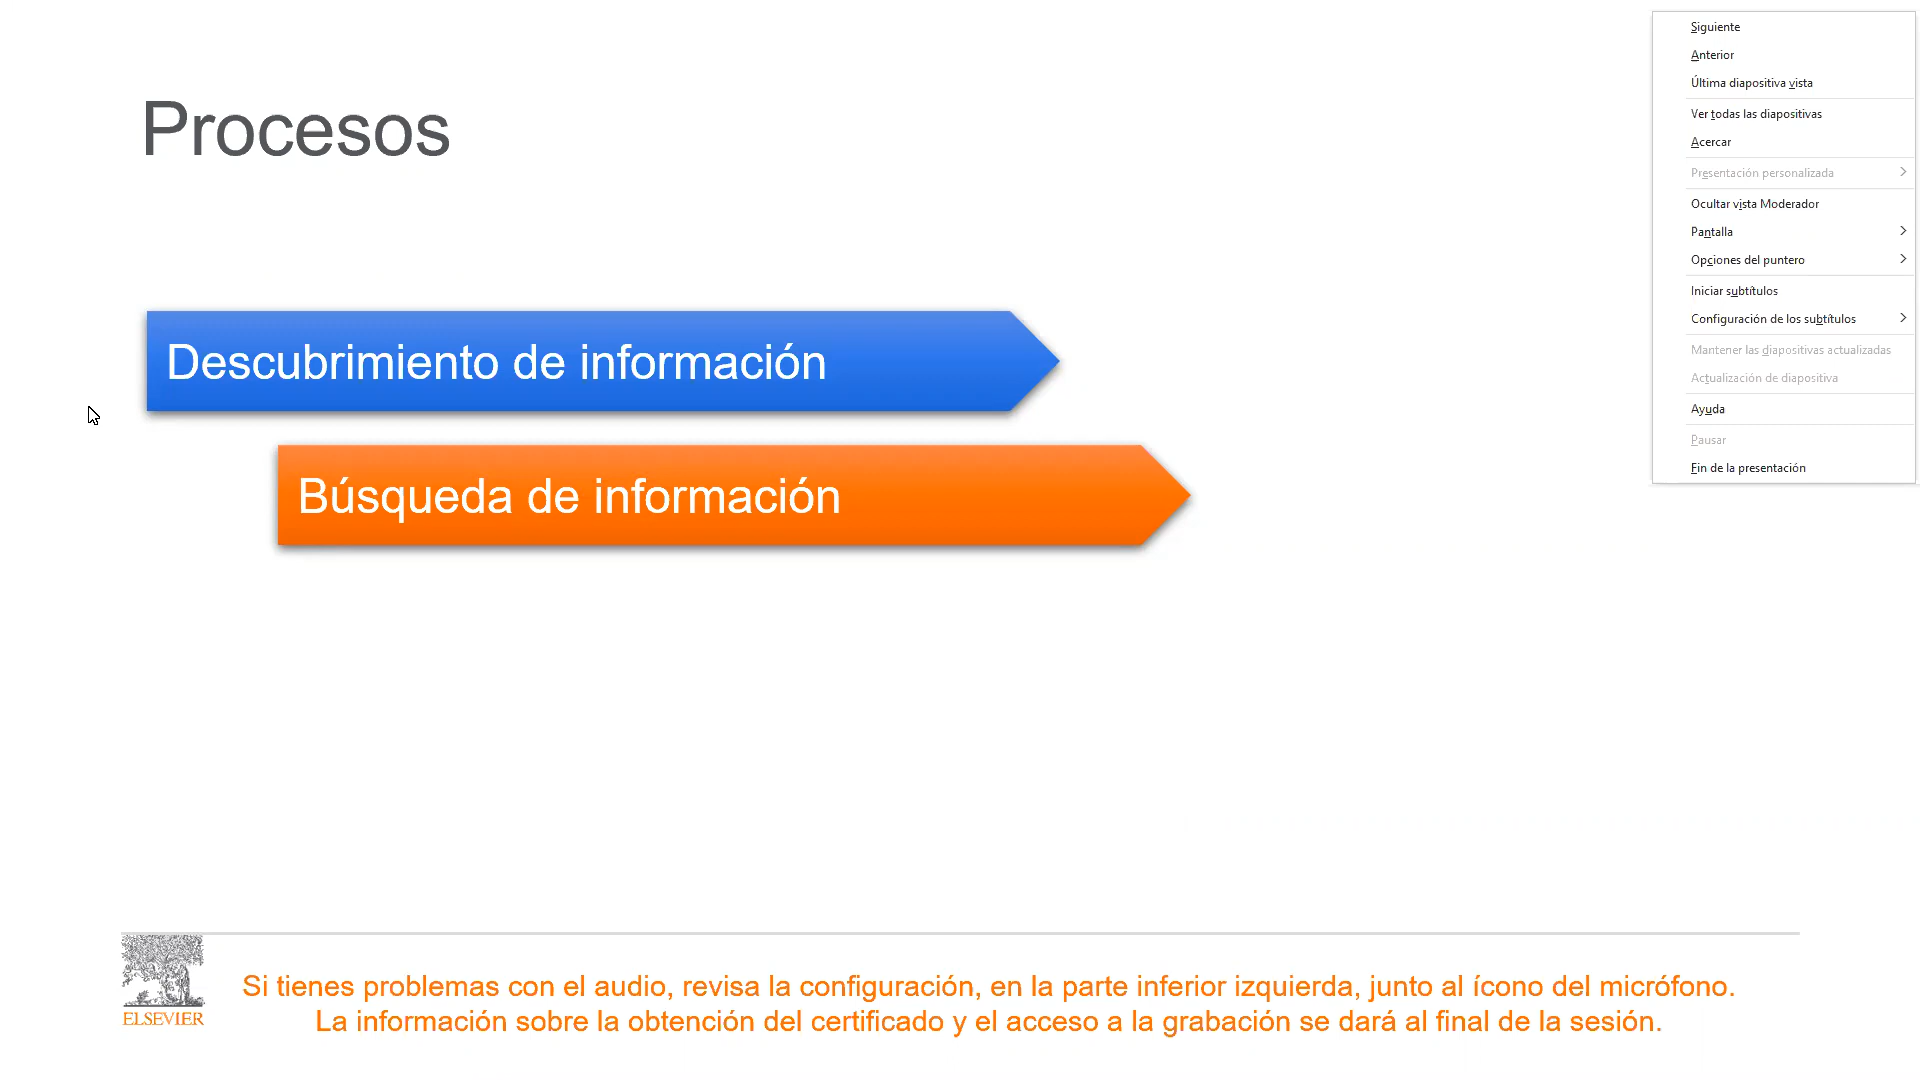 Procesos
Descubrimiento de información
Búsqueda de información
Siguiente
Anterior
Última diapositiva vista
Ver todas las diapositivas
Acercar
Presentación personalizada
Ocultar vista Moderador
Pantalla
Opciones del puntero
Iniciar subtítulos
Configuración de los subtítulos
Mantener las diapositivas actualizadas
Actualización de diapositiva
Ayuda
Pausar
Fin de la presentación
ELSEVIER
Si tienes problemas con el audio, revisa la configuración, en la parte inferior izquierda, junto al ícono del micrófono.
La información sobre la obtención del certificado y el acceso a la grabación se dará al final de la sesión.